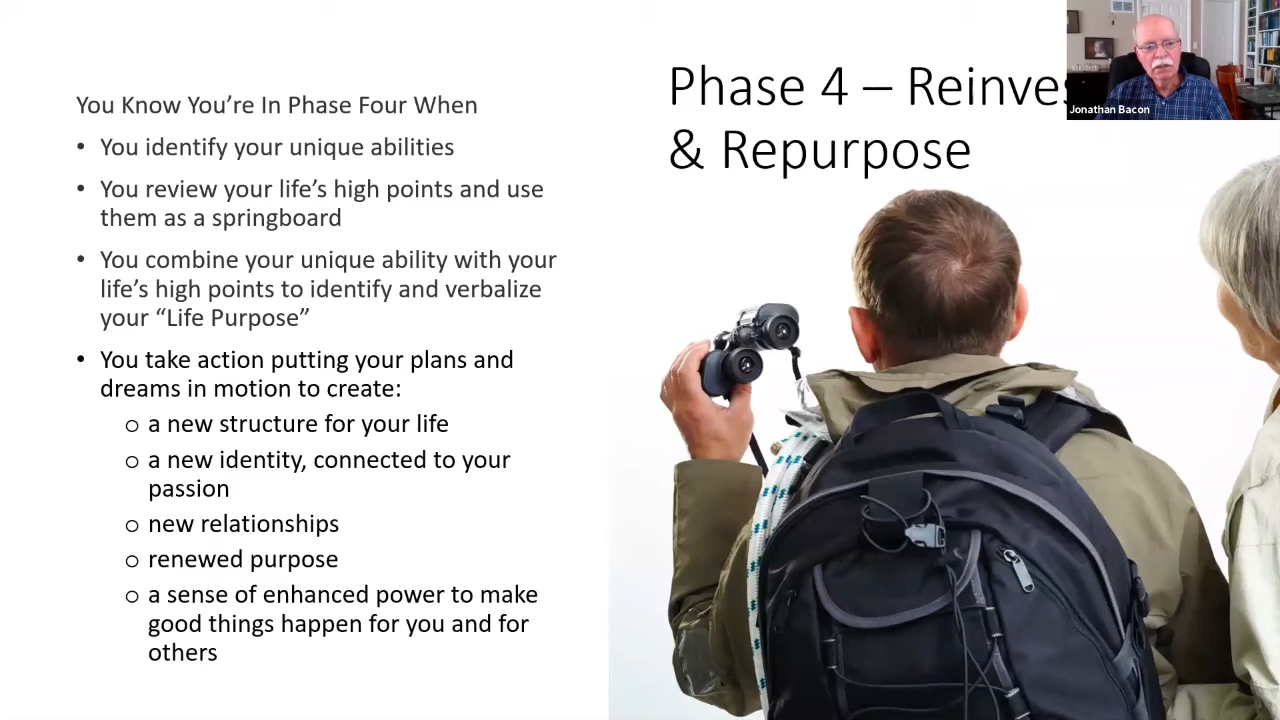 You Know You're In Phase Four When
• You identify your unique abilities
• You review your life's high points and use
them as a springboard
• You combine your unique ability with your
life's high points to identify and verbalize
your “Life Purpose”
• You take action putting your plans and
dreams in motion to create:
o a new structure for your life
o a new identity, connected to your
passion
o new relationships
o renewed purpose
o a sense of enhanced power to make
good things happen for you and for
others
Phase 4 –
& Repurpose
Jonathan Bacon